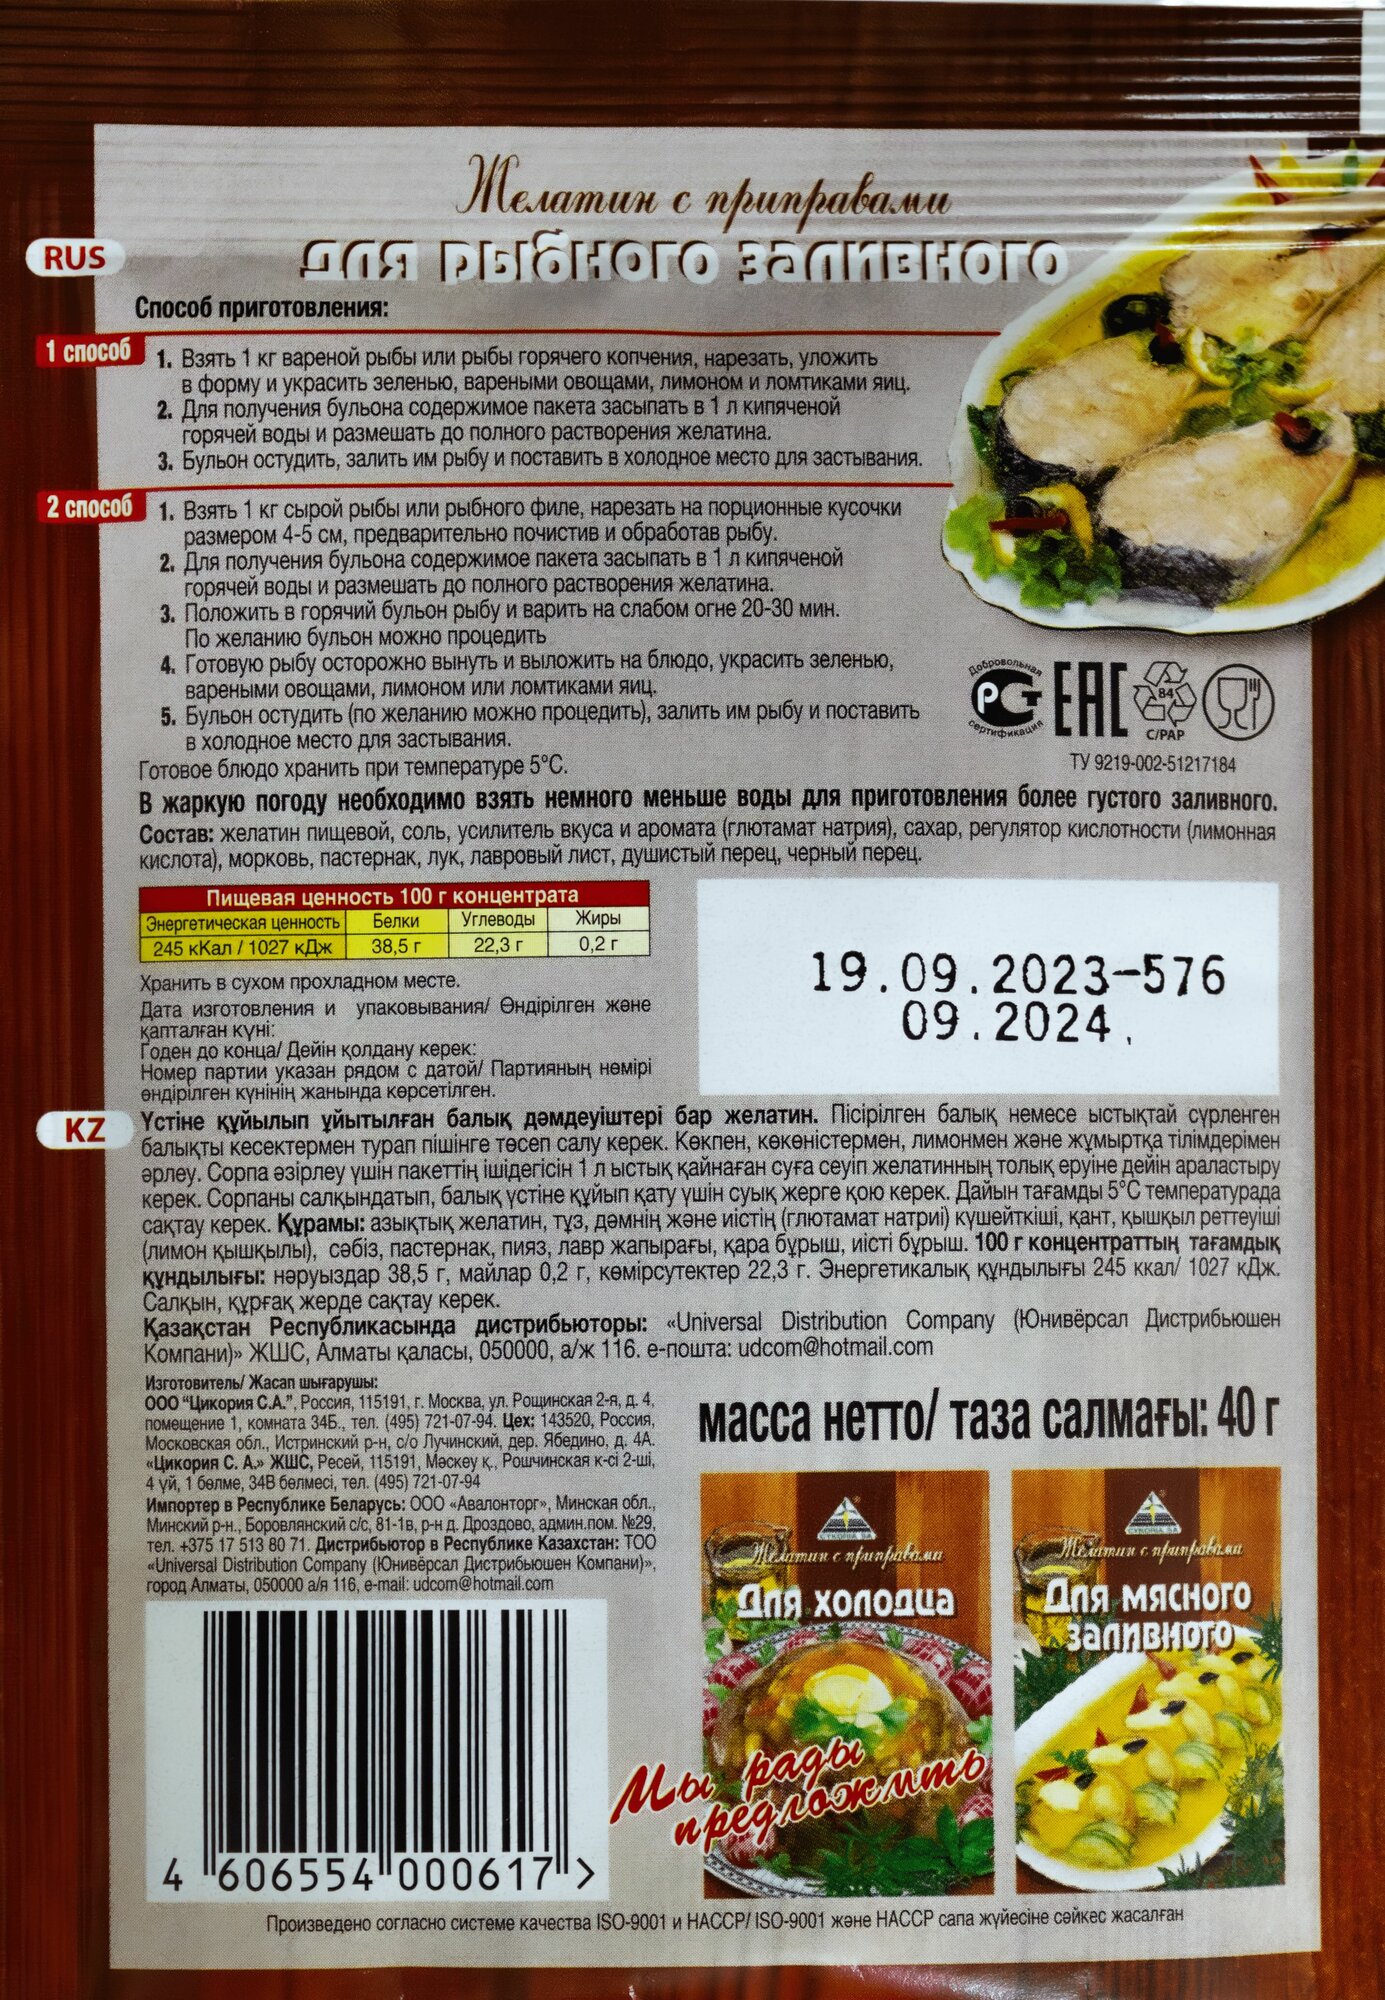 Желатин с приправами
RUS
для рыбного заливного
Способ приготовления:
1 способ
1. Взять 1 кг вареной рыбы или рыбы горячего копчения, нарезать, уложить
в форму и украсить зеленью, вареными овощами, лимоном и ломтиками яиц.
2. Для получения бульона содержимое пакета засыпать в 1 л кипяченой
горячей воды и размешать до полного растворения желатина.
3. Бульон остудить, залить им рыбу и поставить в холодное место для застывания.
2 способ
1. Взять 1 кг сырой рыбы или рыбного филе, нарезать на порционные кусочки
размером 4-5 см, предварительно почистив и обработав рыбу.
2. Для получения бульона содержимое пакета засыпать в 1 л кипяченой
горячей воды и размешать до полного растворения желатина.
3. Положить в горячий бульон рыбу и варить на слабом огне 20-30 мин.
По желанию бульон можно процедить
4. Готовую рыбу осторожно вынуть и выложить на блюдо, украсить зеленью,
вареными овощами, лимоном или ломтиками яиц.
5. Бульон остудить (по желанию можно процедить), залить им рыбу и поставить
в холодное место для застывания.
Добровольная
РСТ
сертификация
ЕАС
84
C/PAP
ТУ 9219-002-51217184
Готовое блюдо хранить при температуре 5°С.
В жаркую погоду необходимо взять немного меньше воды для приготовления более густого заливного.
Состав: желатин пищевой, соль, усилитель вкуса и аромата (глютамат натрия), сахар, регулятор кислотности (лимонная
кислота), морковь, пастернак, лук, лавровый лист, душистый перец, черный перец.
Пищевая ценность 100 г концентрата
Энергетическая ценность Белки Углеводы Жиры
245 кКал / 1027 кДж 38,5 г 22,3 г 0,2 г
Хранить в сухом прохладном месте.
Дата изготовления и упаковывания/ Өндірілген және
қапталған күні:
Годен до конца/ Дейін қолдану керек:
Номер партии указан рядом с датой/ Партияның нөмірі
өндірілген күнінің жанында көрсетілген.
19.09.2023-576
09.2024.
KZ
Үстіне құйылып ұйытылған балық дәмдеуіштері бар желатин. Пісірілген балық немесе ыстықтай сүрленген
балықты кесектермен турап пішінге төсеп салу керек. Көкпен, көкөністермен, лимонмен және жұмыртқа тілімдерімен
әрлеу. Сорпа әзірлеу үшін пакеттің ішідегісін 1 л ыстық қайнаған суға сеуіп желатинның толық еруіне дейін араластыру
керек. Сорпаны салқындатып, балық үстіне құйып қату үшін суық жерге қою керек. Дайын тағамды 5°С температурада
сақтау керек. Құрамы: азықтық желатин, тұз, дәмнің және иістің (глютамат натриі) күшейткіші, қант, қышқыл реттеуіші
(лимон қышқылы), сәбіз, пастернак, пияз, лавр жапырағы, қара бұрыш, иісті бұрыш. 100 г концентраттың тағамдық
құндылығы: нәруыздар 38,5 г, майлар 0,2 г, көмірсутектер 22,3 г. Энергетикалық құндылығы 245 ккал/ 1027 кДж.
Салқын, құрғақ жерде сақтау керек.
Қазақстан Республикасында дистрибьюторы: «Universal Distribution Company (Юнивёрсал Дистрибьюшен
Компани)» ЖШС, Алматы қаласы, 050000, а/ж 116. е-пошта: udcom@hotmail.com
Изготовитель/ Жасап шығарушы:
ООО "Цикория С.А.", Россия, 115191, г. Москва, ул. Рощинская 2-я, д. 4,
помещение 1, комната 34Б., тел. (495) 721-07-94. Цех: 143520, Россия,
Московская обл., Истринский р-н, с/о Лучинский, дер. Ябедино, д. 4А.
«Цикория С. А.» ЖШС, Ресей, 115191, Мәскеу қ., Рошчинская к-сі 2-ші,
4 үй, 1 бөлме, 34В бөлмесі, тел. (495) 721-07-94
Импортер в Республике Беларусь: ООО «Авалонторг», Минская обл.,
Минский р-н., Боровлянский с/с, 81-1в, р-н д. Дроздово, админ.пом. №29,
тел. +375 17 513 80 71. Дистрибьютор в Республике Казахстан: ТОО
«Universal Distribution Company (Юнивёрсал Дистрибьюшен Компани)»,
город Алматы, 050000 а/я 116, e-mail: udcom@hotmail.com
масса нетто/ таза салмағы: 40 г
CYKORIA SA
Желатин с приправами
Для холодца
CYKORIA SA
Желатин с приправами
Для мясного
заливного
Мы рады
предложить
4 606554 000617 >
Произведено согласно системе качества ISO-9001 и HACCP/ ISO-9001 және HACCP сапа жүйесіне сәйкес жасалған